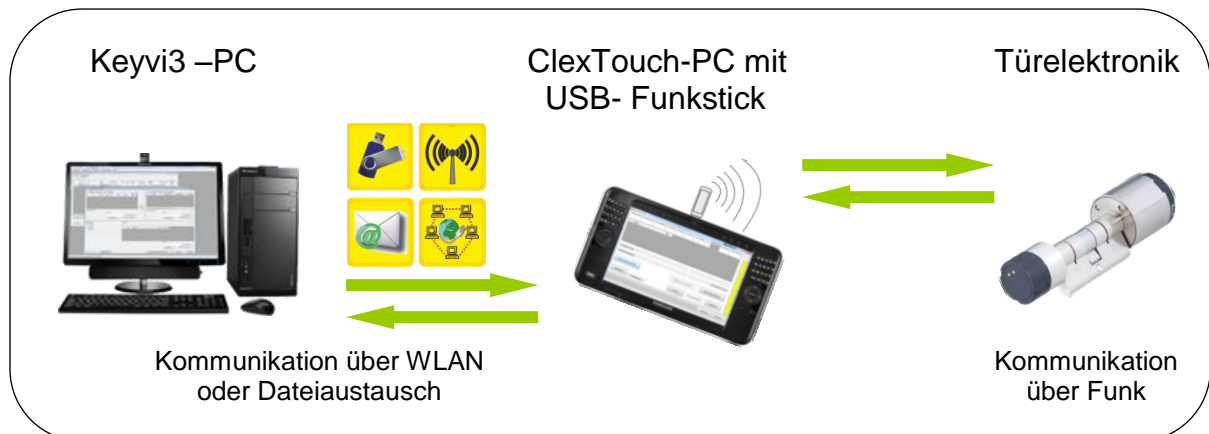 Keyvi3 –PC
ClexTouch-PC mit
USB- Funkstick
Türelektronik
@
Kommunikation über WLAN
oder Dateiaustausch
Kommunikation
über Funk